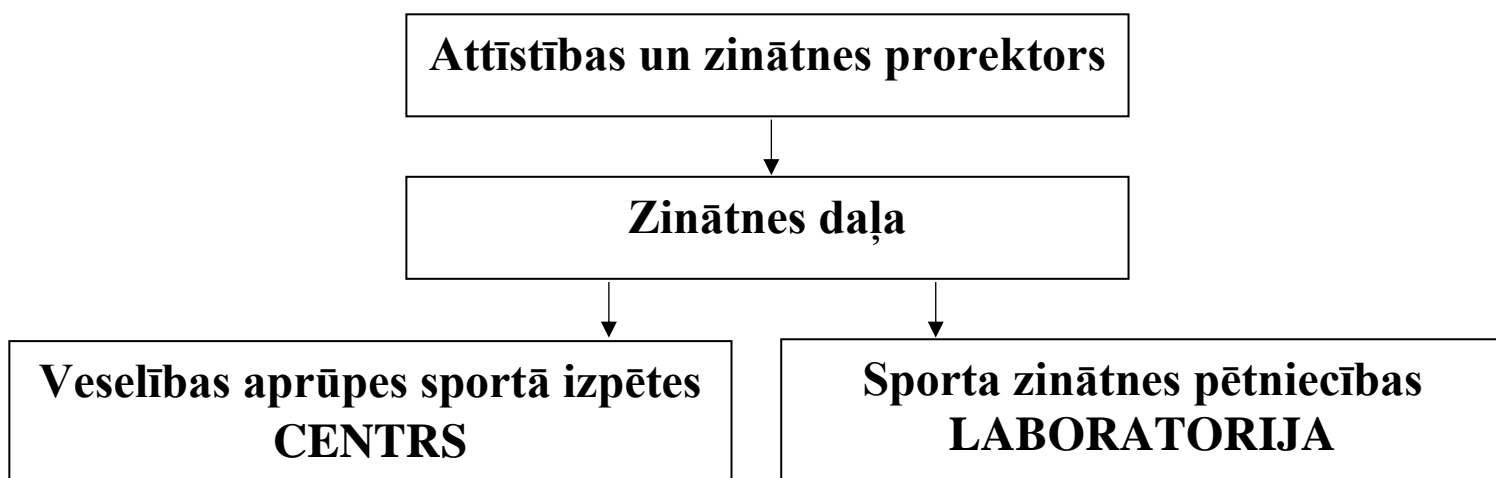 Attīstības un zinātnes prorektors
Zinātnes daļa
Veselības aprūpes sportā izpētes
CENTRS
Sporta zinātnes pētniecības
LABORATORIJA